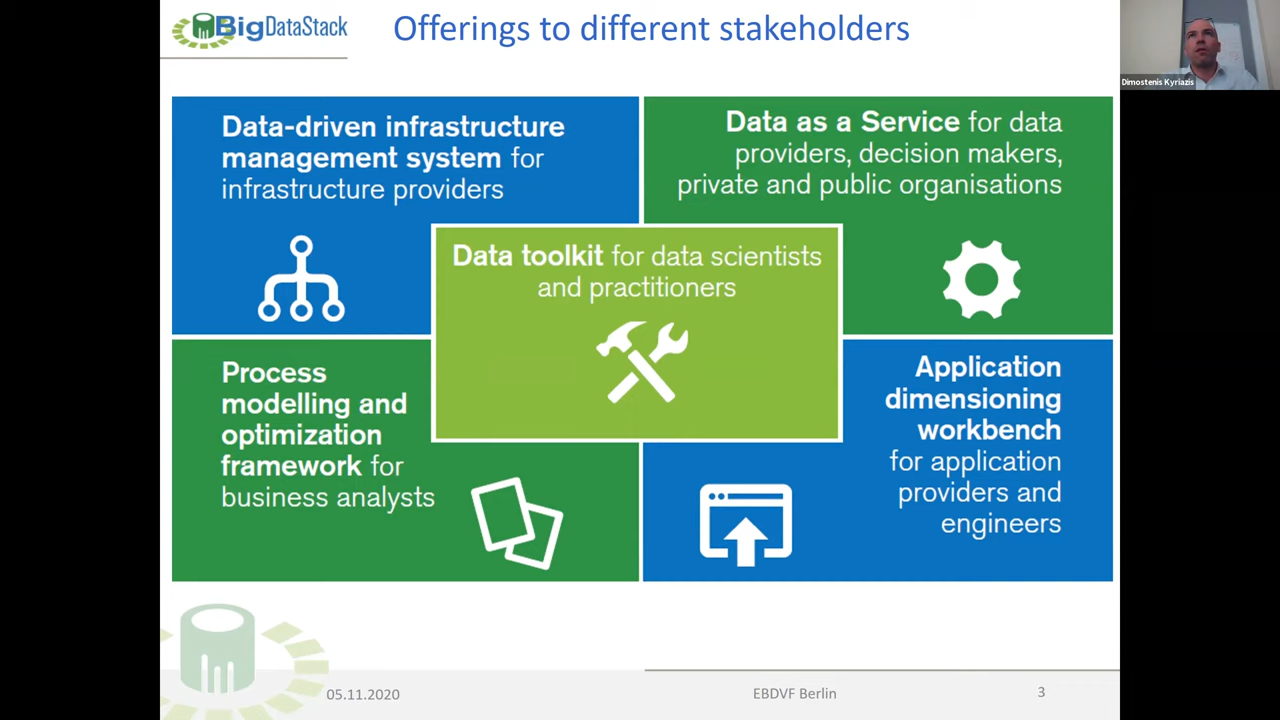 BigDataStack
Offerings to different stakeholders
Dimostenis Kyriazis
Data-driven infrastructure
management system for
infrastructure providers
Data as a Service for data
providers, decision makers,
private and public organisations
Data toolkit for data scientists
and practitioners
Process
modelling and
optimization
framework for
business analysts
Application
dimensioning
workbench
for application
providers and
engineers
05.11.2020
EBDVF Berlin
3